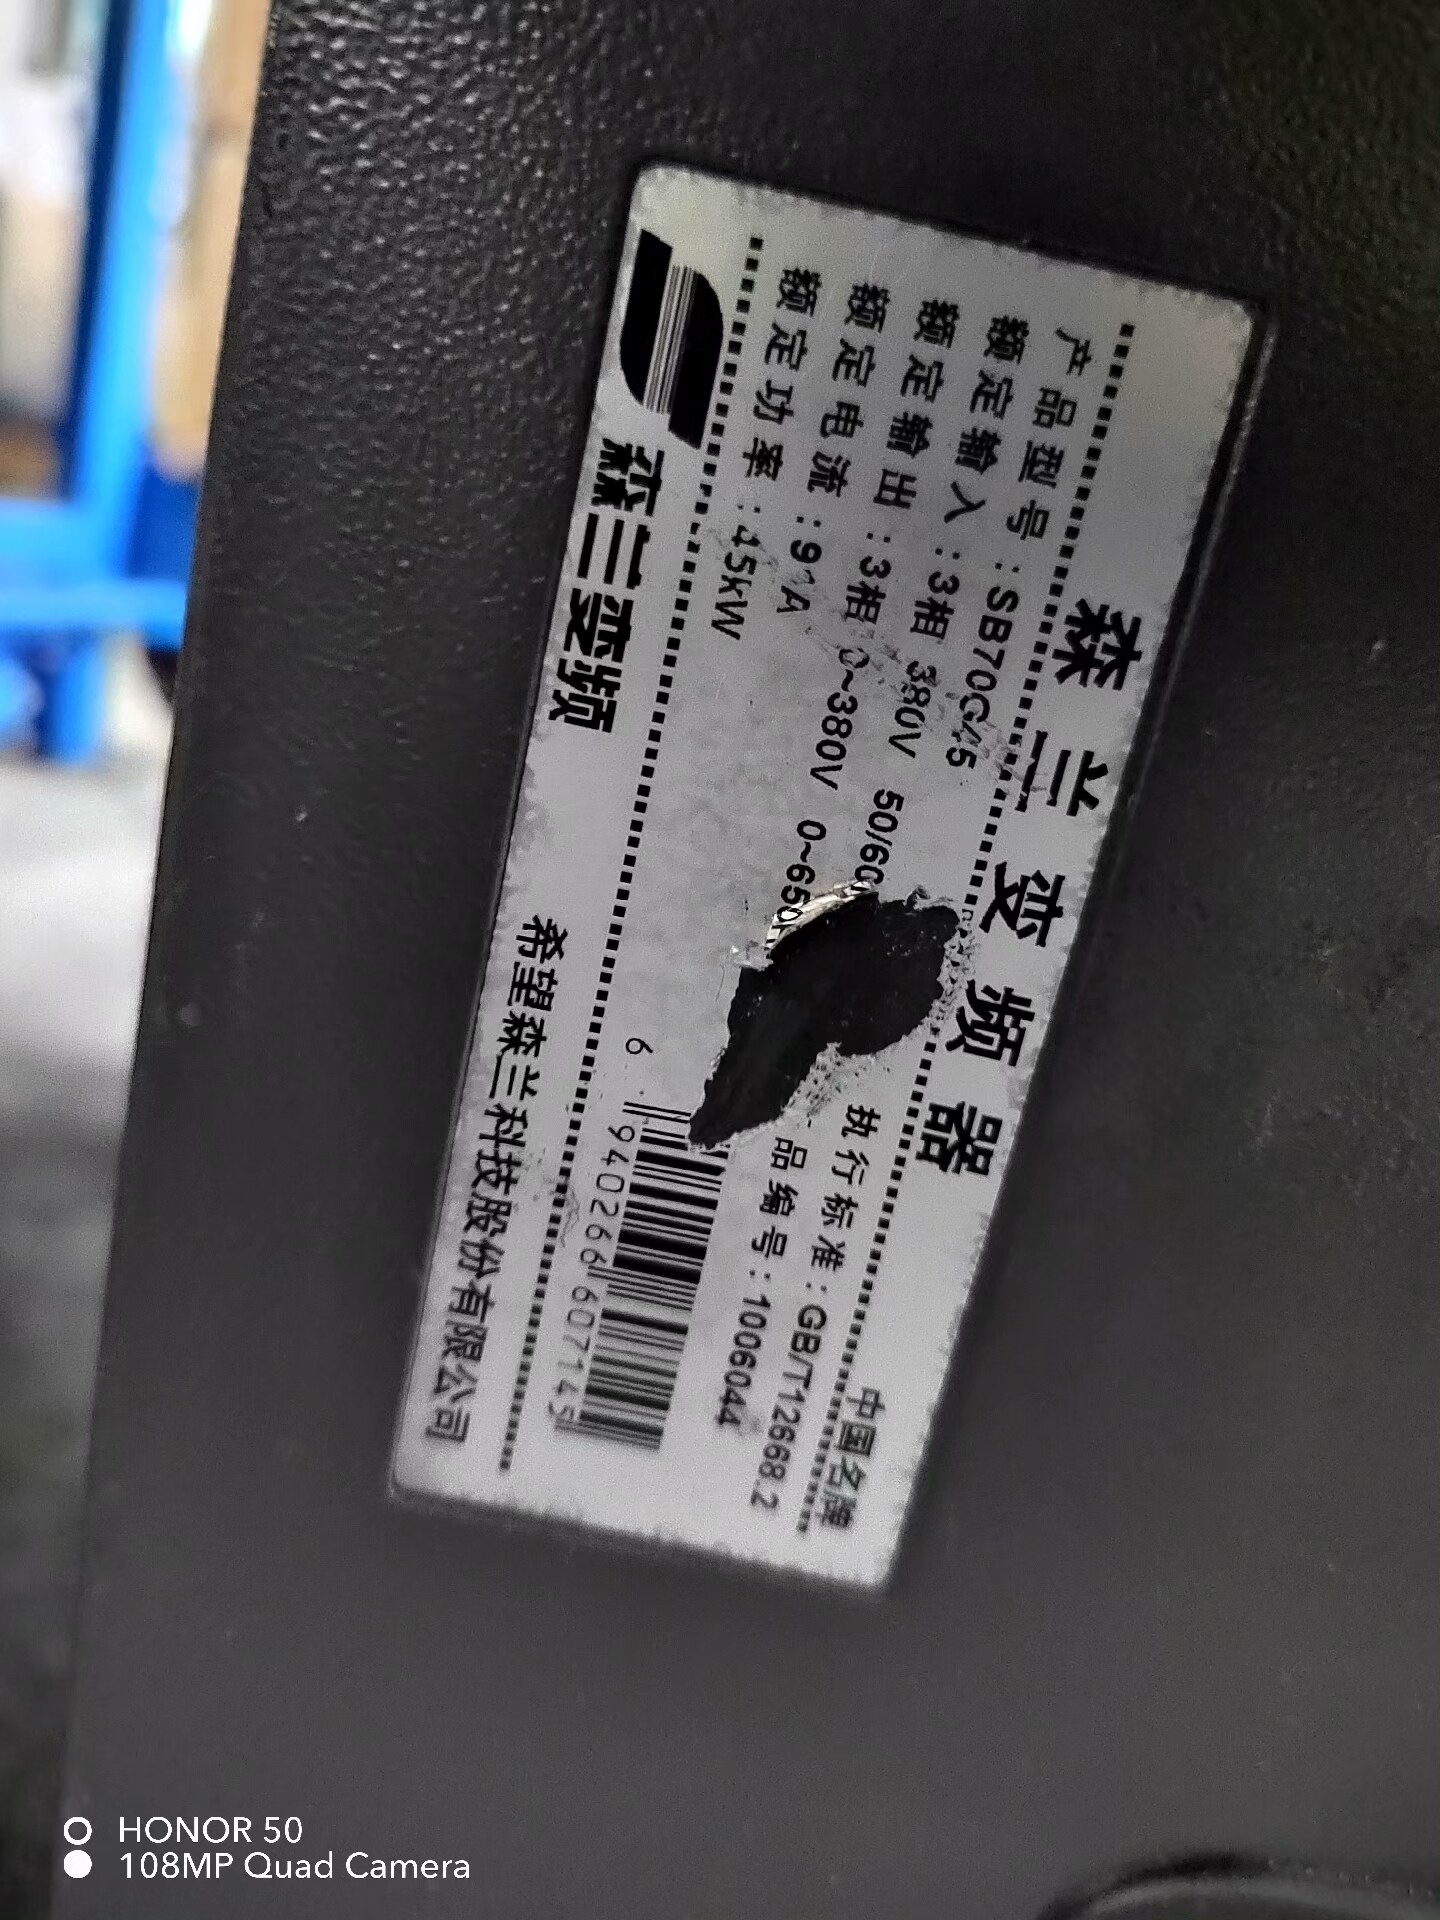 森兰变频器
中国名牌
产品型号：SB70G45
额定输入：3相 380V 50/60
执行标准：GB/T12668.2
额定输出：3相 0~380V 0~650
品编号：1006044
额定电流：91A
额定功率：45kW
6 940266 607145
森兰变频
希望森兰科技股份有限公司
HONOR 50
108MP Quad Camera